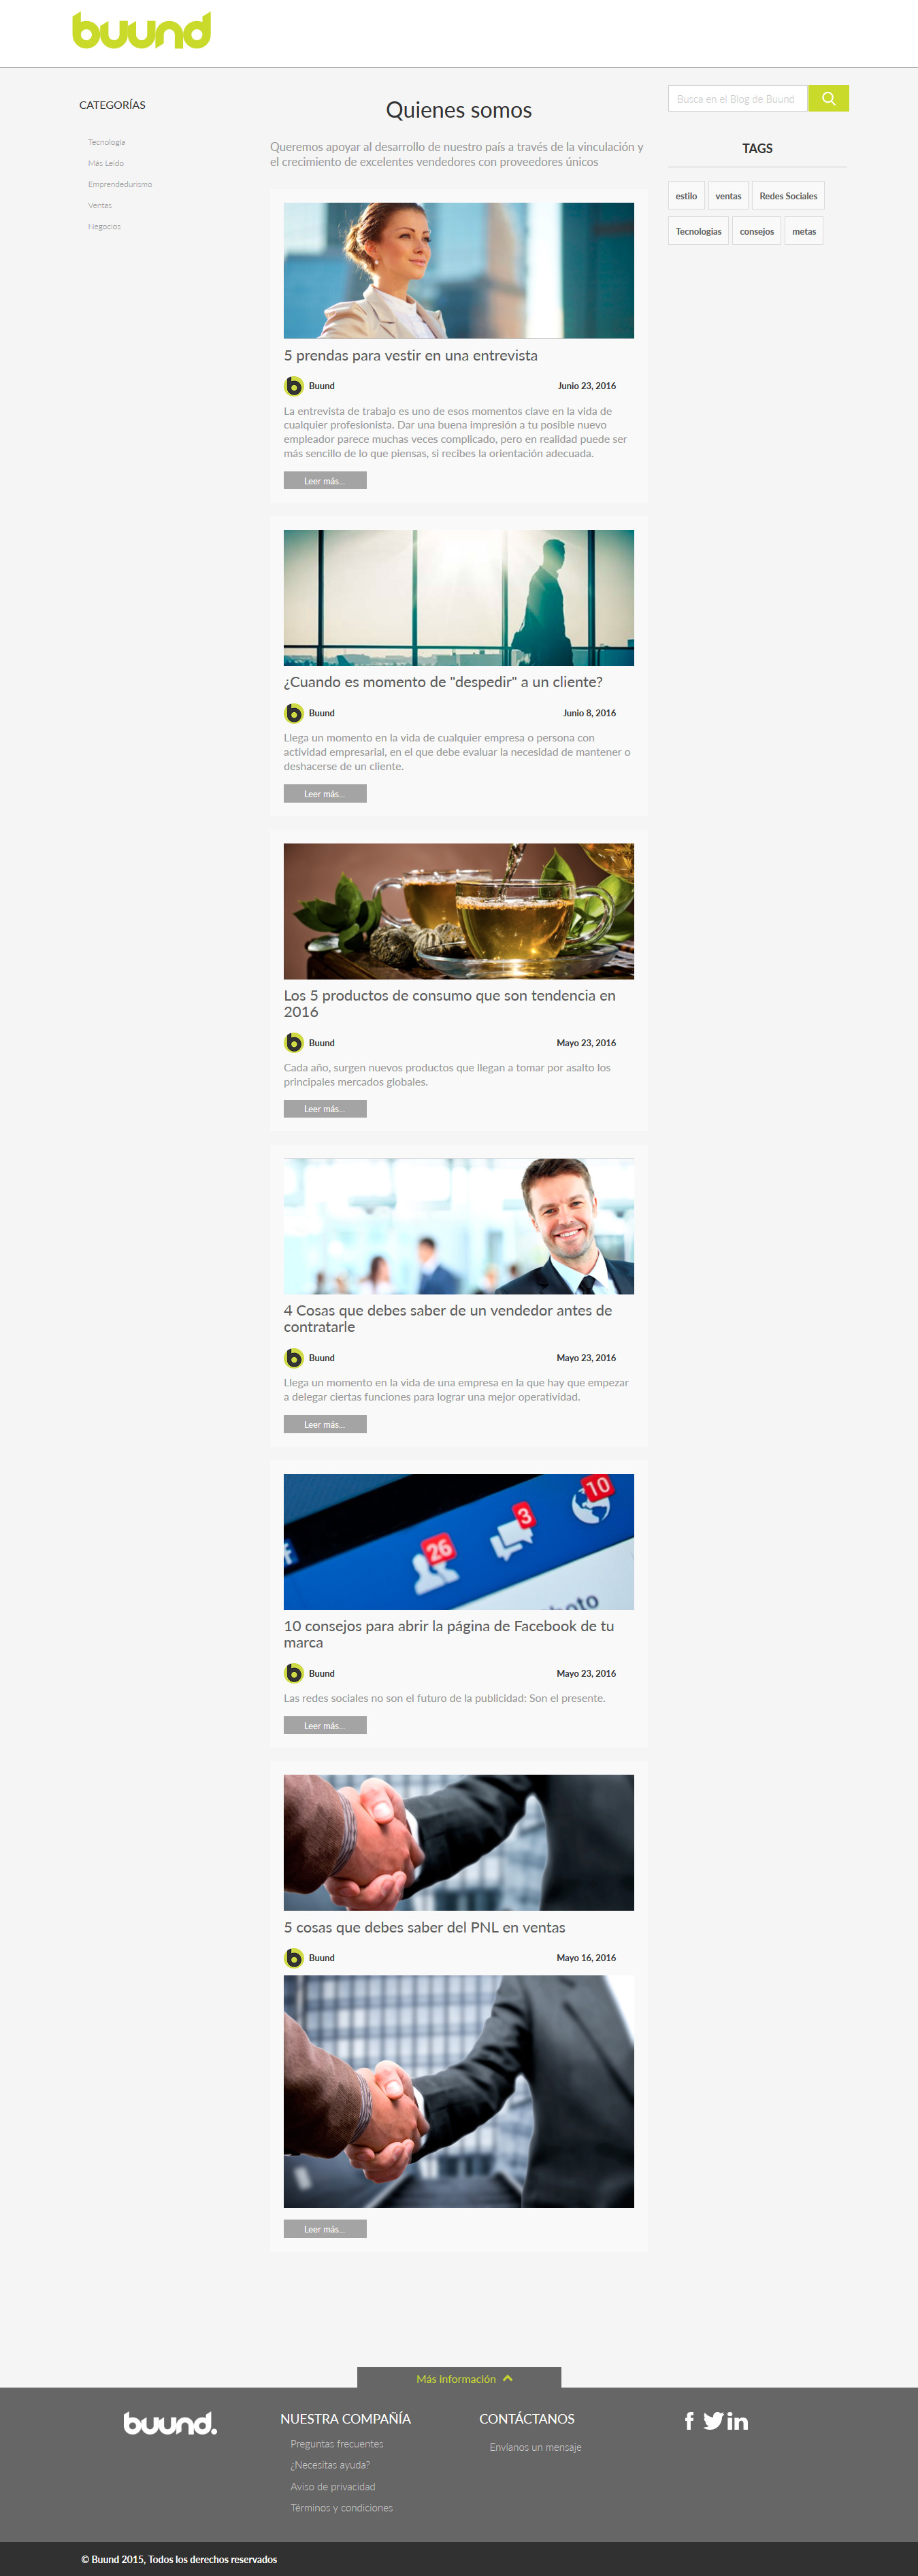 buund
CATEGORÍAS
Tecnología
Más Leído
Emprendedurismo
Ventas
Negocios
Quienes somos
Queremos apoyar al desarrollo de nuestro país a través de la vinculación y
el crecimiento de excelentes vendedores con proveedores únicos
Busca en el Blog de Buund
TAGS
estilo ventas Redes Sociales
Tecnologias consejos metas
5 prendas para vestir en una entrevista
Buund Junio 23, 2016
La entrevista de trabajo es uno de esos momentos clave en la vida de
cualquier profesionista. Dar una buena impresión a tu posible nuevo
empleador parece muchas veces complicado, pero en realidad puede ser
más sencillo de lo que piensas, si recibes la orientación adecuada.
Leer más...
¿Cuando es momento de "despedir" a un cliente?
Buund Junio 8, 2016
Llega un momento en la vida de cualquier empresa o persona con
actividad empresarial, en el que debe evaluar la necesidad de mantener o
deshacerse de un cliente.
Leer más...
Los 5 productos de consumo que son tendencia en
2016
Buund Mayo 23, 2016
Cada año, surgen nuevos productos que llegan a tomar por asalto los
principales mercados globales.
Leer más...
4 Cosas que debes saber de un vendedor antes de
contratarle
Buund Mayo 23, 2016
Llega un momento en la vida de una empresa en la que hay que empezar
a delegar ciertas funciones para lograr una mejor operatividad.
Leer más...
26 3 10
10 consejos para abrir la página de Facebook de tu
marca
Buund Mayo 23, 2016
Las redes sociales no son el futuro de la publicidad: Son el presente.
Leer más...
5 cosas que debes saber del PNL en ventas
Buund Mayo 16, 2016
Leer más...
Más información
buund.
NUESTRA COMPAÑÍA
Preguntas frecuentes
¿Necesitas ayuda?
Aviso de privacidad
Términos y condiciones
CONTÁCTANOS
Envíanos un mensaje
© Buund 2015, Todos los derechos reservados